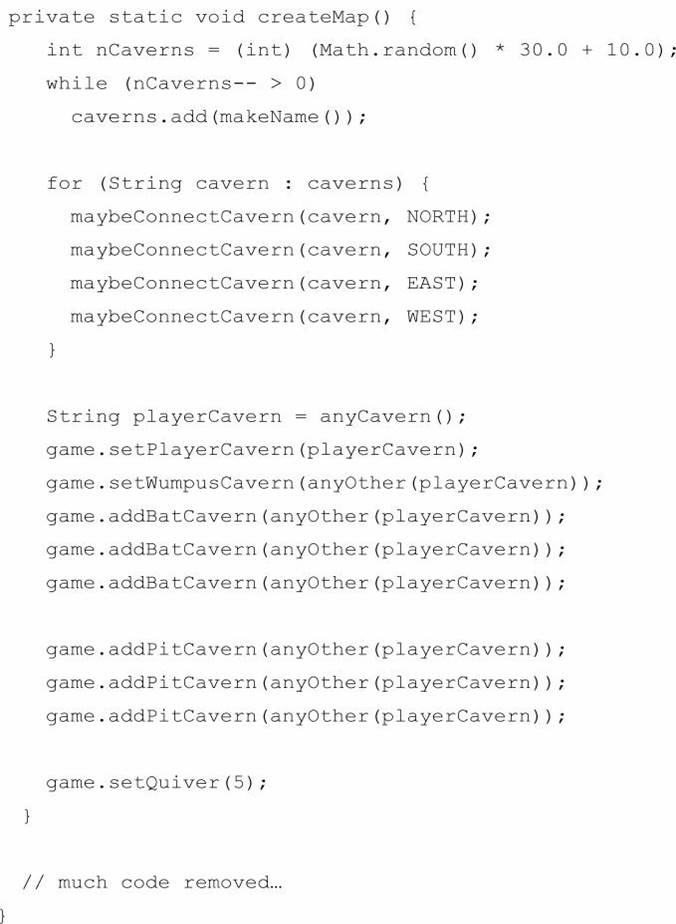 private static void createMap() {
    int nCaverns = (int) (Math.random() * 30.0 + 10.0);
    while (nCaverns-- > 0)
      caverns.add(makeName());

    for (String cavern : caverns) {
      maybeConnectCavern(cavern, NORTH);
      maybeConnectCavern(cavern, SOUTH);
      maybeConnectCavern(cavern, EAST);
      maybeConnectCavern(cavern, WEST);
    }

    String playerCavern = anyCavern();
    game.setPlayerCavern(playerCavern);
    game.setWumpusCavern(anyOther(playerCavern));
    game.addBatCavern(anyOther(playerCavern));
    game.addBatCavern(anyOther(playerCavern));
    game.addBatCavern(anyOther(playerCavern));

    game.addPitCavern(anyOther(playerCavern));
    game.addPitCavern(anyOther(playerCavern));
    game.addPitCavern(anyOther(playerCavern));

    game.setQuiver(5);
  }

  // much code removed…
}